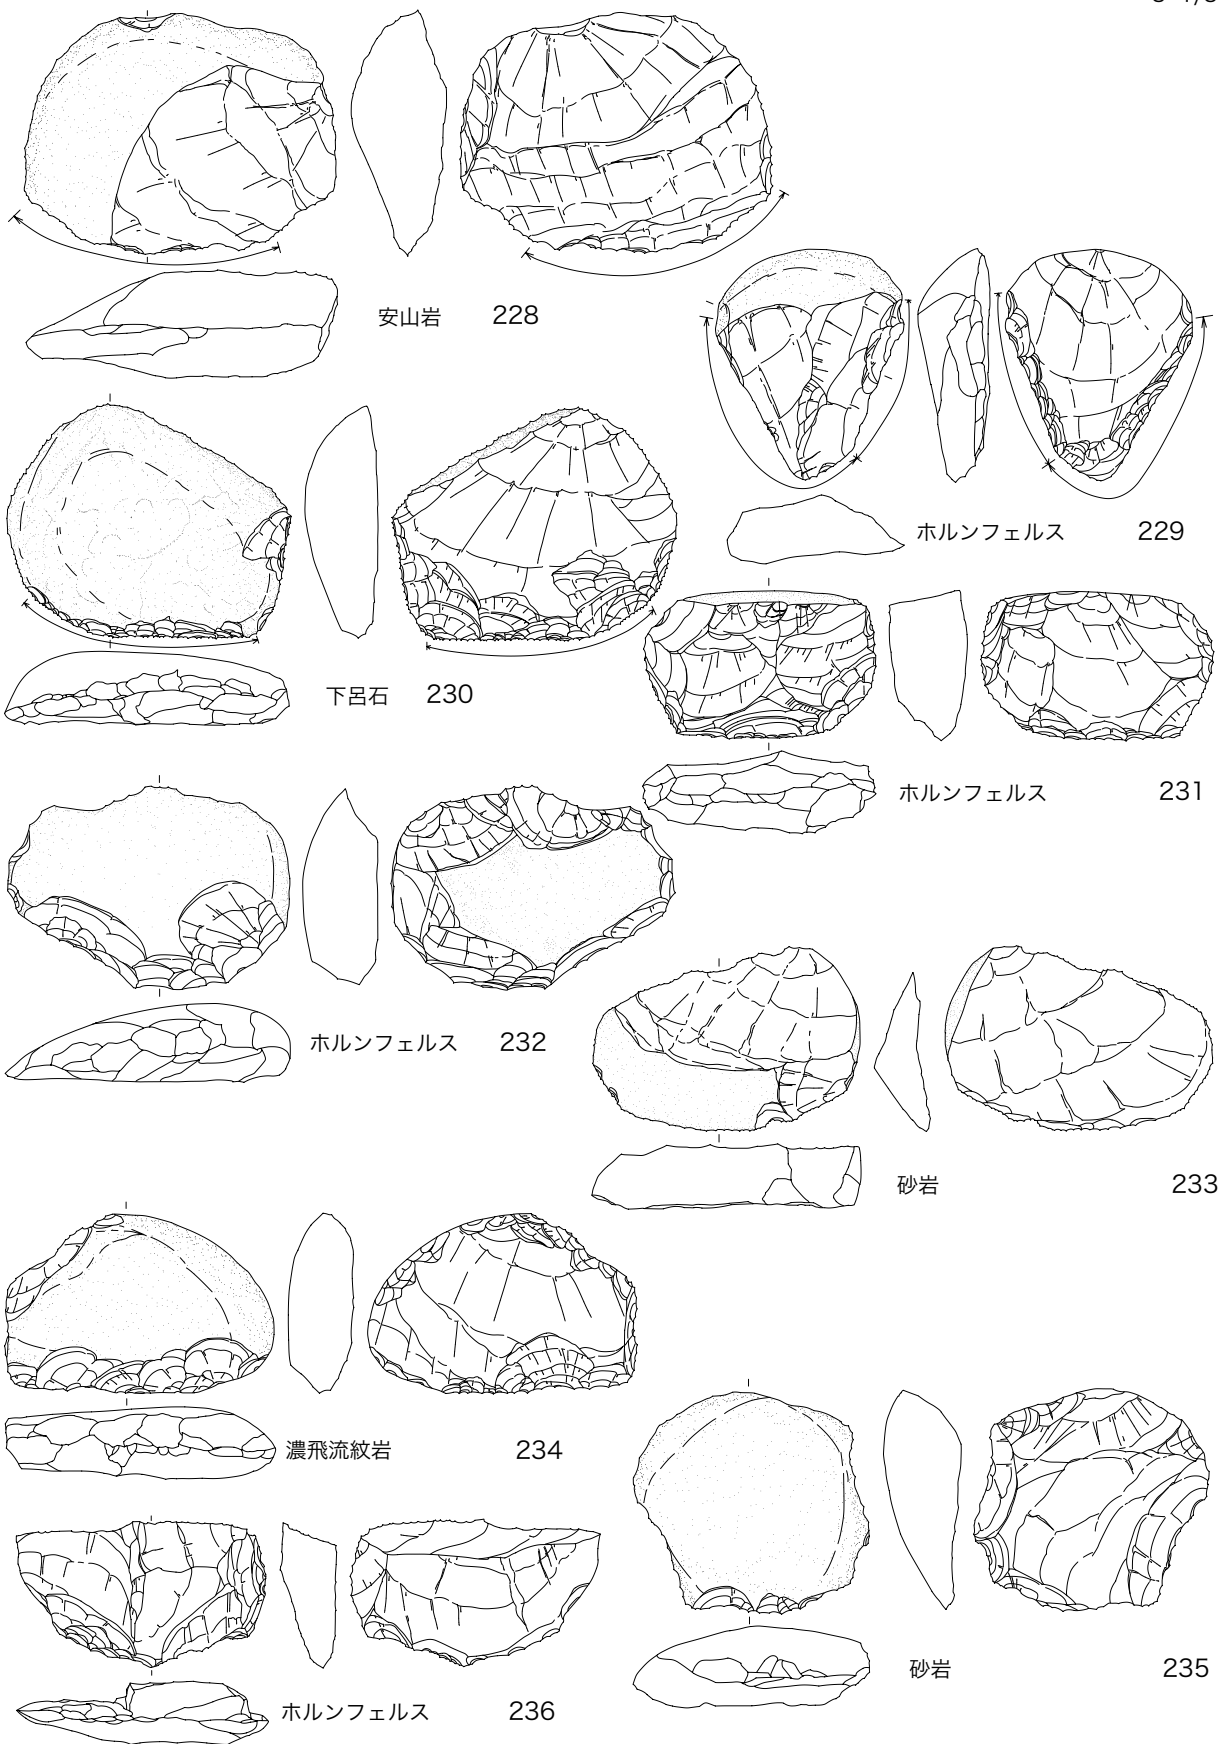 安山岩 228
ホルンフェルス 229
下呂石 230
ホルンフェルス 231
ホルンフェルス 232
砂岩 233
濃飛流紋岩 234
砂岩 235
ホルンフェルス 236